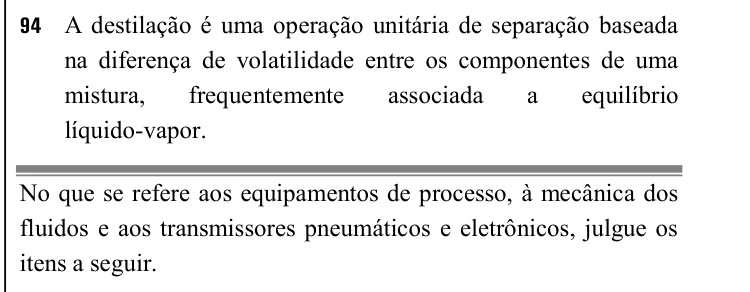 94 A destilação é uma operação unitária de separação baseada
na diferença de volatilidade entre os componentes de uma
mistura, frequentemente associada a equilíbrio
líquido-vapor.
No que se refere aos equipamentos de processo, à mecânica dos
fluidos e aos transmissores pneumáticos e eletrônicos, julgue os
itens a seguir.